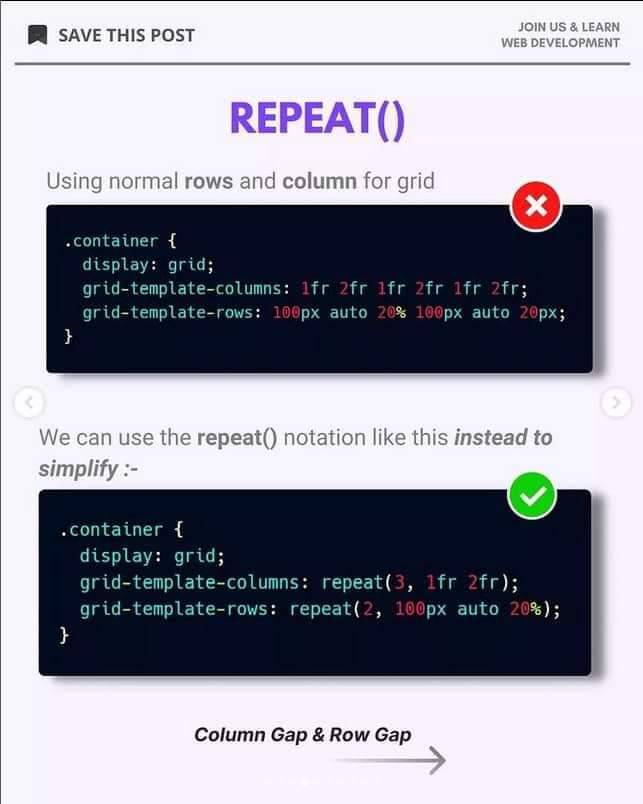 SAVE THIS POST
JOIN US & LEARN
WEB DEVELOPMENT
REPEAT()
Using normal rows and column for grid
.container {
  display: grid;
  grid-template-columns: 1fr 2fr 1fr 2fr 1fr 2fr;
  grid-template-rows: 100px auto 20% 100px auto 20px;
}
We can use the repeat() notation like this instead to
simplify :-
.container {
  display: grid;
  grid-template-columns: repeat(3, 1fr 2fr);
  grid-template-rows: repeat(2, 100px auto 20%);
}
Column Gap & Row Gap